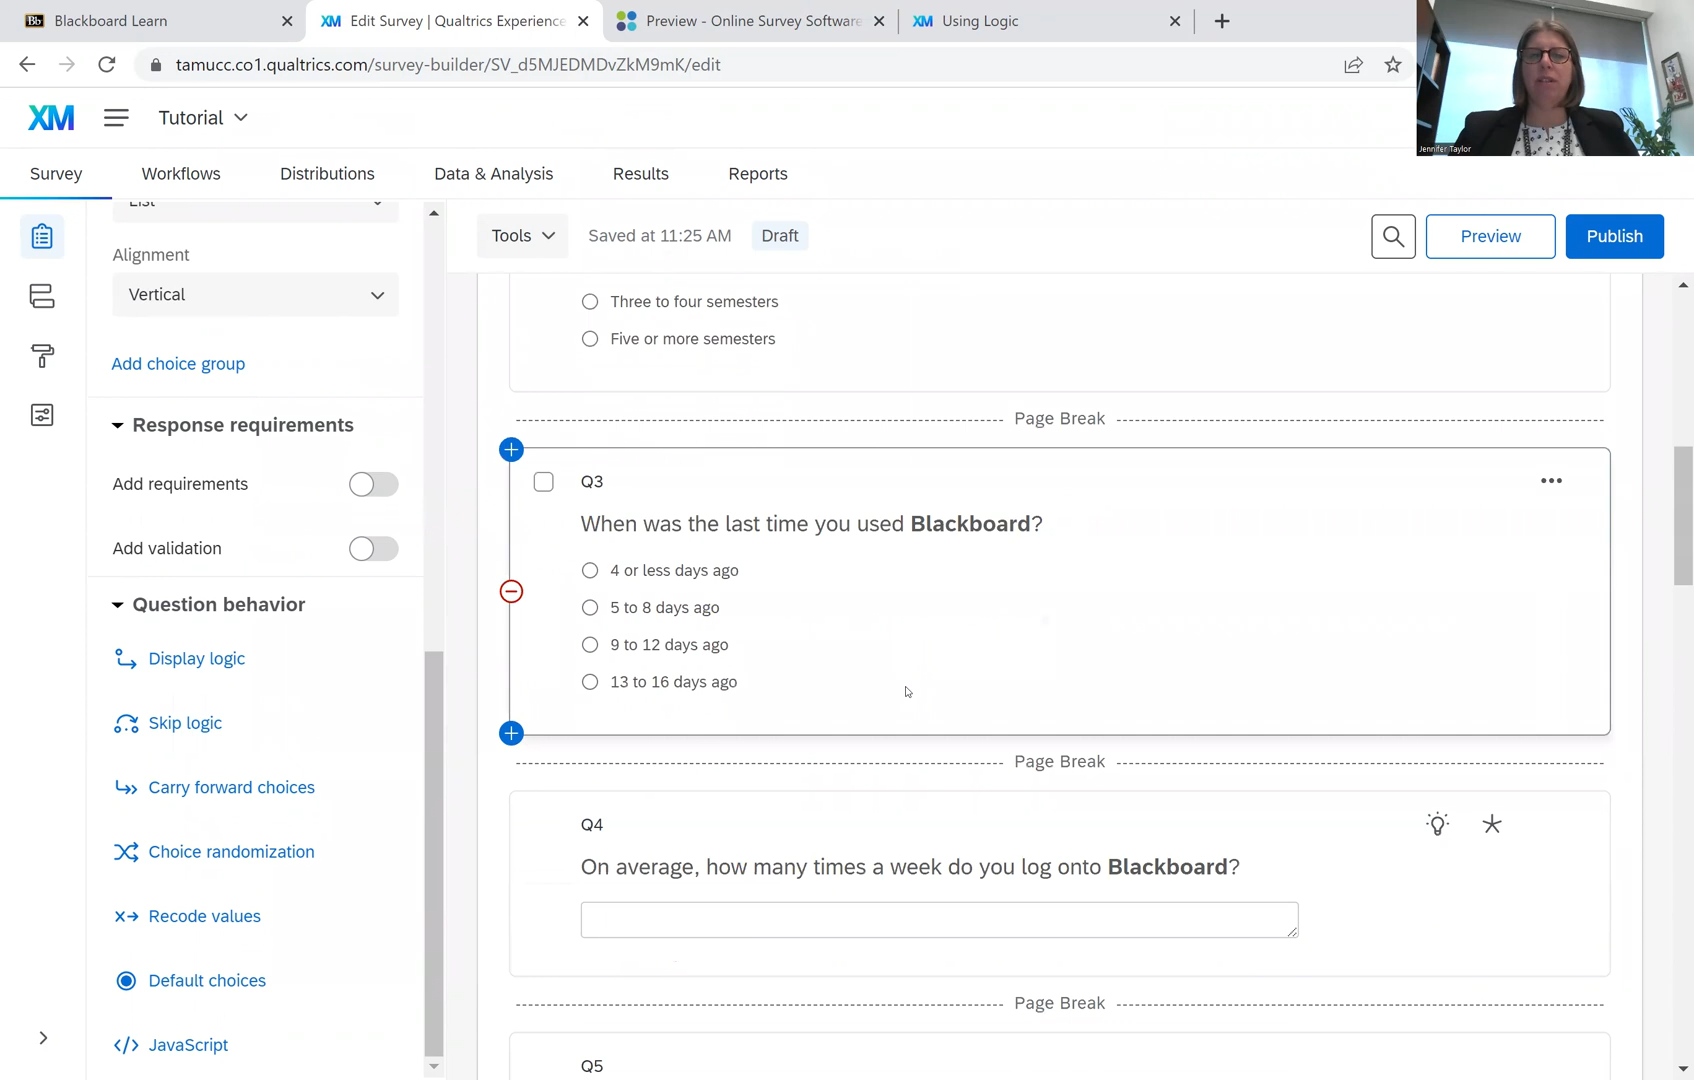 Bb Blackboard Learn
XM Edit Survey | Qualtrics Experience
Preview - Online Survey Software
XM Using Logic
tamucc.co1.qualtrics.com/survey-builder/SV_d5MJEDMDvZkM9mK/edit
Jennifer Taylor
XM Tutorial
Survey Workflows Distributions Data & Analysis Results Reports
List
Alignment
Vertical
Add choice group
Response requirements
Add requirements
Add validation
Question behavior
Display logic
Skip logic
Carry forward choices
Choice randomization
Recode values
Default choices
JavaScript
Tools Saved at 11:25 AM Draft Preview Publish
Three to four semesters
Five or more semesters
Page Break
Q3
When was the last time you used Blackboard?
4 or less days ago
5 to 8 days ago
9 to 12 days ago
13 to 16 days ago
Page Break
Q4
On average, how many times a week do you log onto Blackboard?
Page Break
Q5